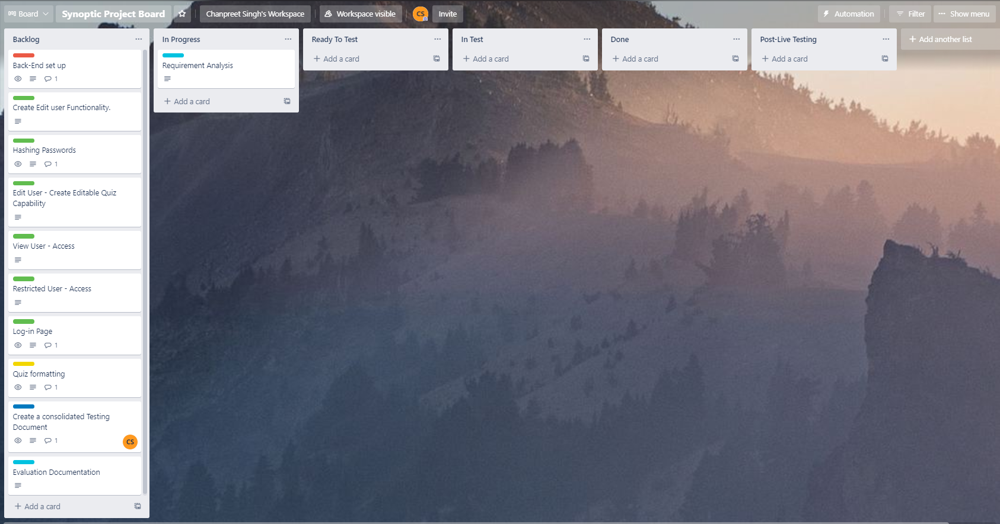 Board
Synoptic Project Board
Chanpreet Singh's Workspace
Workspace visible
CS
Invite
Automation
Filter
Show menu
Backlog
Back-End set up
1
Create Edit user Functionality.
Hashing Passwords
1
Edit User - Create Editable Quiz
Capability
View User - Access
Restricted User - Access
Log-in Page
1
Quiz formatting
1
Create a consolidated Testing
Document
1
CS
Evaluation Documentation
+ Add a card
In Progress
Requirement Analysis
+ Add a card
Ready To Test
+ Add a card
In Test
+ Add a card
Done
+ Add a card
Post-Live Testing
+ Add a card
+ Add another list